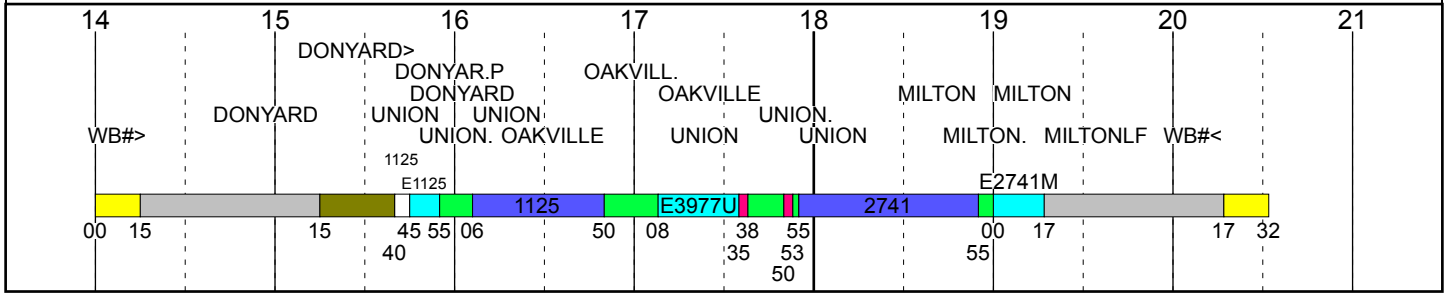 14 15 16 17 18 19 20 21
DONYARD>
DONYAR.P OAKVILL.
DONYARD OAKVILLE MILTON MILTON
DONYARD UNION UNION UNION.
WB#> UNION. OAKVILLE UNION UNION MILTON. MILTONLF WB#<
1125
E1125 E2741M
1125 E3977U 2741
00 15 15 45 55 06 50 08 38 55 00 17 17 32
40 35 53 55
50